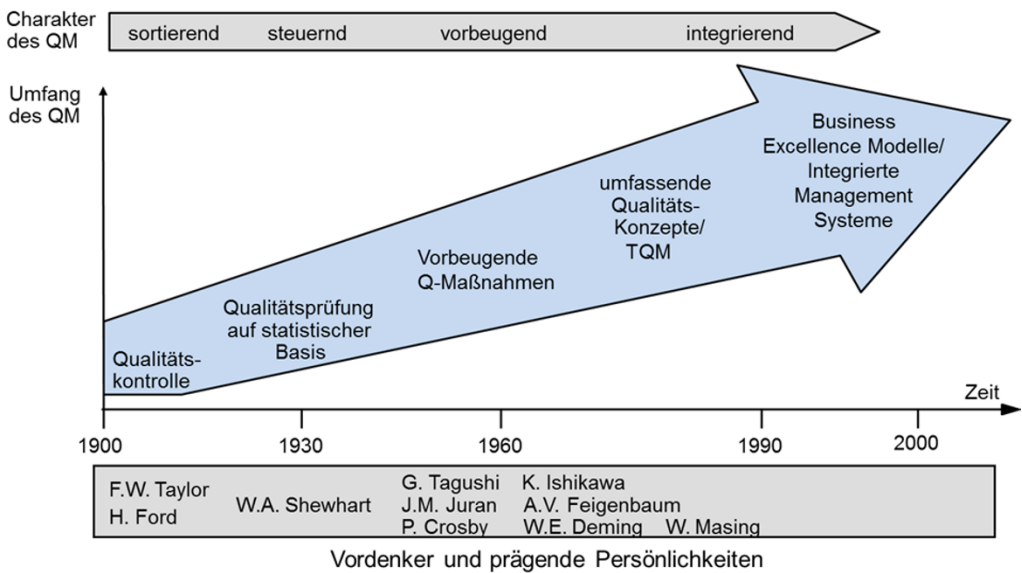 Charakter
des QM
sortierend steuernd vorbeugend integrierend
Umfang
des QM
Business
Excellence Modelle/
Integrierte
Management
Systeme
umfassende
Qualitäts-
Konzepte/
TQM
Vorbeugende
Q-Maßnahmen
Qualitätsprüfung
auf statistischer
Basis
Qualitäts-
kontrolle
Zeit
1900 1930 1960 1990 2000
F.W. Taylor
H. Ford
W.A. Shewhart
G. Tagushi K. Ishikawa
J.M. Juran A.V. Feigenbaum
P. Crosby W.E. Deming W. Masing
Vordenker und prägende Persönlichkeiten